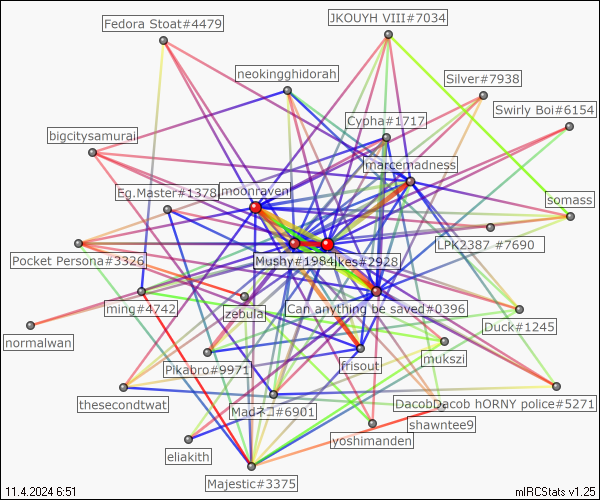 Fedora Stoat#4479
JKOUYH VIII#7034
neokingghidorah
Silver#7938
Swirly Boi#6154
Cypha#1717
bigcitysamurai
marcemadness
Eg.Master#1378
moonraven
somass
LPK2387 #7690
Pocket Persona#3326
Mushy#1984
ikes#2928
ming#4742
zebula
Can anything be saved#0396
Duck#1245
normalwan
Pikabro#9971
frisout
mukszi
thesecondtwat
Madネコ#6901
DacobDacob hORNY police#5271
shawntee9
yoshimanden
eliakith
Majestic#3375
11.4.2024 6:51
mIRCStats v1.25